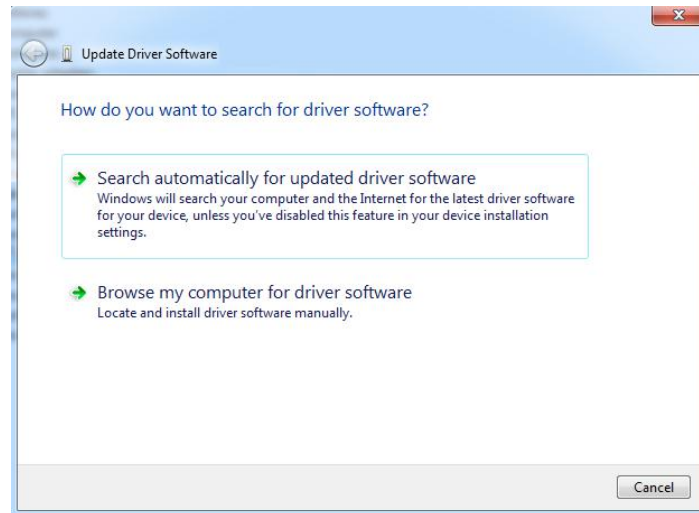 Update Driver Software
How do you want to search for driver software?
Search automatically for updated driver software
Windows will search your computer and the Internet for the latest driver software
for your device, unless you've disabled this feature in your device installation
settings.
Browse my computer for driver software
Locate and install driver software manually.
Cancel